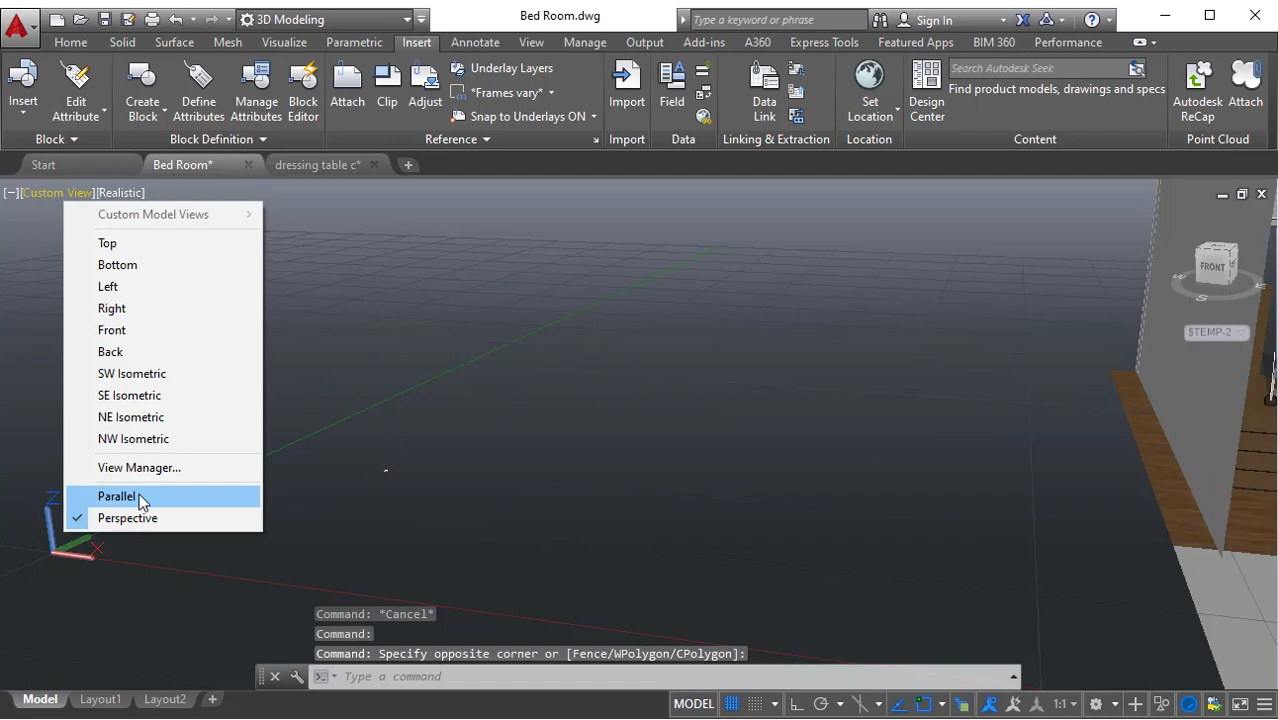 A 3D Modeling Bed Room.dwg Type a keyword or phrase Sign In
Home Solid Surface Mesh Visualize Parametric Insert Annotate View Manage Output Add-ins A360 Express Tools Featured Apps BIM 360 Performance
Underlay Layers
*Frames vary*
Snap to Underlays ON
Insert
Edit
Attribute
Create
Block
Define
Attributes
Manage
Attributes
Block
Editor
Attach
Clip
Adjust
Import
Field
Data
Link
Set
Location
Design
Center
Search Autodesk Seek
Find product models, drawings and specs
Autodesk
ReCap
Attach
Block Block Definition Reference Import Data Linking & Extraction Location Content Point Cloud
Start Bed Room* dressing table c*
[−][Custom View][Realistic]
Custom Model Views
Top
Bottom
Left
Right
Front
Back
SW Isometric
SE Isometric
NE Isometric
NW Isometric
View Manager...
Parallel
Perspective
FRONT
S
$TEMP-2
Z
X
Command: *Cancel*
Command:
Command: Specify opposite corner or [Fence/WPolygon/CPolygon]:
Type a command
Model Layout1 Layout2 MODEL 1:1